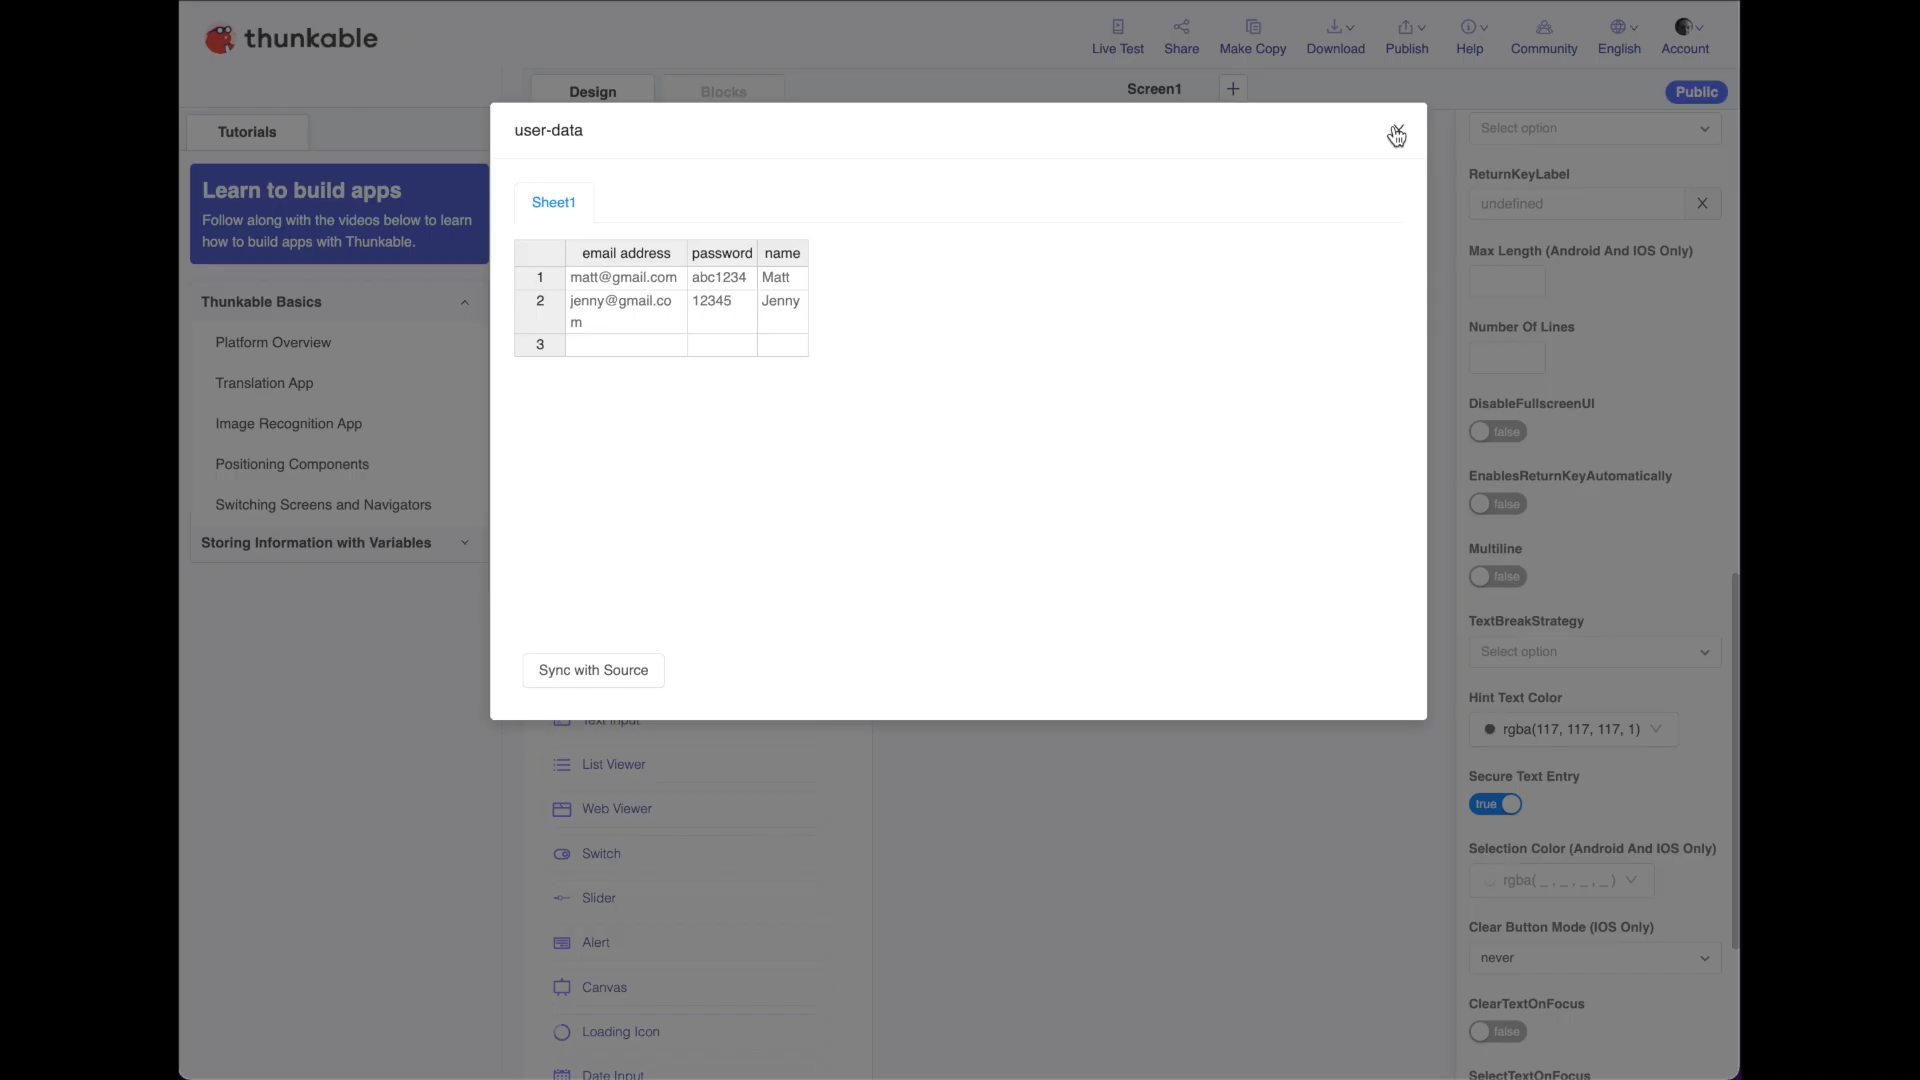 thunkable
Live Test
Share
Make Copy
Download
Publish
Help
Community
English
Account
Design
Blocks
Screen1
Public
Tutorials
Learn to build apps
Follow along with the videos below to learn
how to build apps with Thunkable.
Thunkable Basics
Platform Overview
Translation App
Image Recognition App
Positioning Components
Switching Screens and Navigators
Storing Information with Variables
user-data
Sheet1
email address password name
1 matt@gmail.com abc1234 Matt
2 jenny@gmail.co 12345 Jenny
m
3
Sync with Source
Text Input
List Viewer
Web Viewer
Switch
Slider
Alert
Canvas
Loading Icon
Date Input
Select option
ReturnKeyLabel
undefined
Max Length (Android And IOS Only)
Number Of Lines
DisableFullscreenUI
false
EnablesReturnKeyAutomatically
false
Multiline
false
TextBreakStrategy
Select option
Hint Text Color
rgba(117, 117, 117, 1)
Secure Text Entry
true
Selection Color (Android And IOS Only)
rgba( _ , _ , _ , _ )
Clear Button Mode (IOS Only)
never
ClearTextOnFocus
false
SelectTextOnFocus